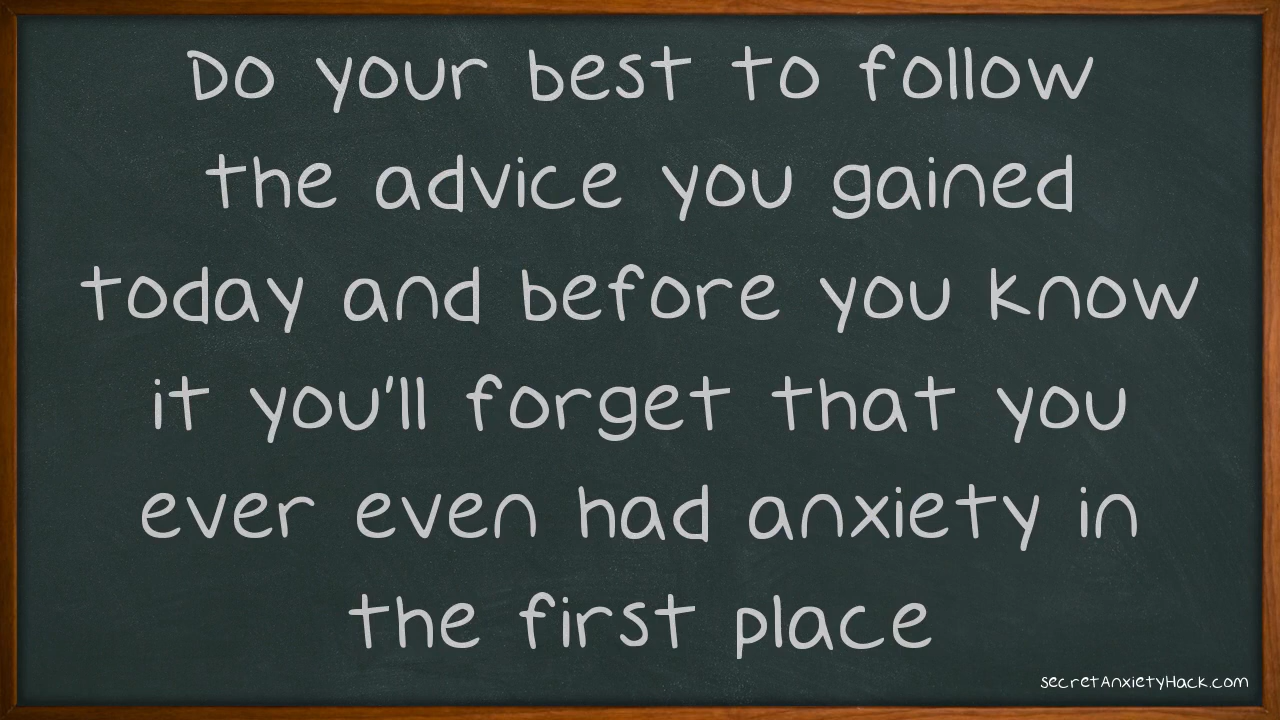 Do your best to follow
the advice you gained
today and before you know
it you'll forget that you
ever even had anxiety in
the first place
secretAnxietyHack.com